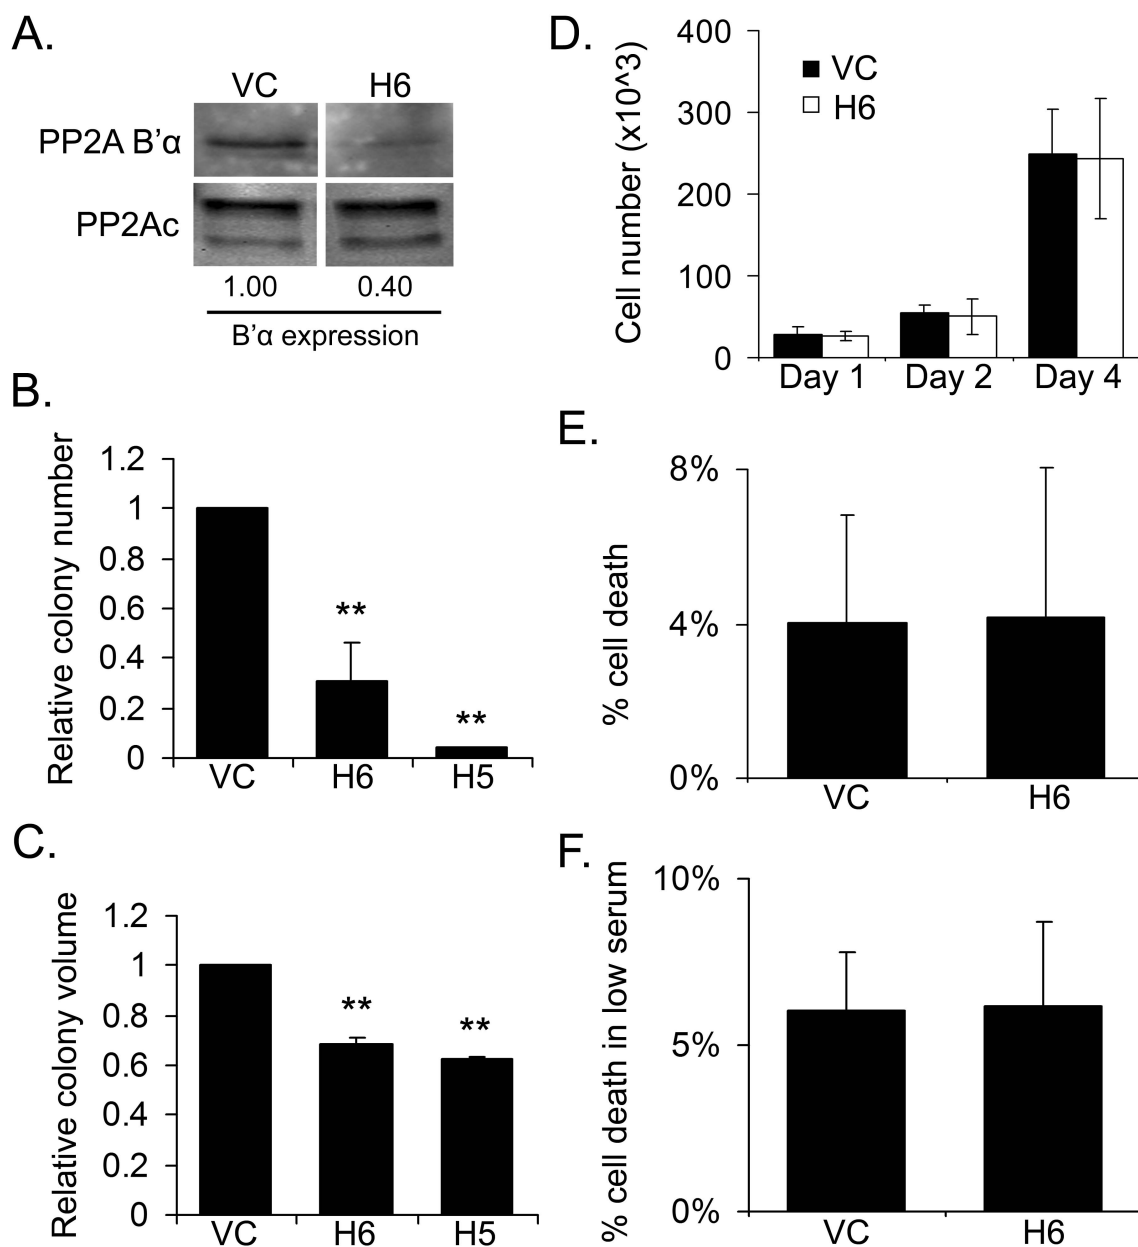 A.
VC H6
PP2A B’α
PP2Ac
1.00 0.40
B’α expression
B.
Relative colony number
1.2
1
0.8
0.6
0.4
0.2
0
**
**
VC H6 H5
C.
Relative colony volume
1.2
1
0.8
0.6
0.4
0.2
0
**
**
VC H6 H5
D.
Cell number (x10^3)
400
300
200
100
0
VC
H6
Day 1 Day 2 Day 4
E.
% cell death
8%
4%
0%
VC H6
F.
% cell death in low serum
10%
5%
0%
VC H6